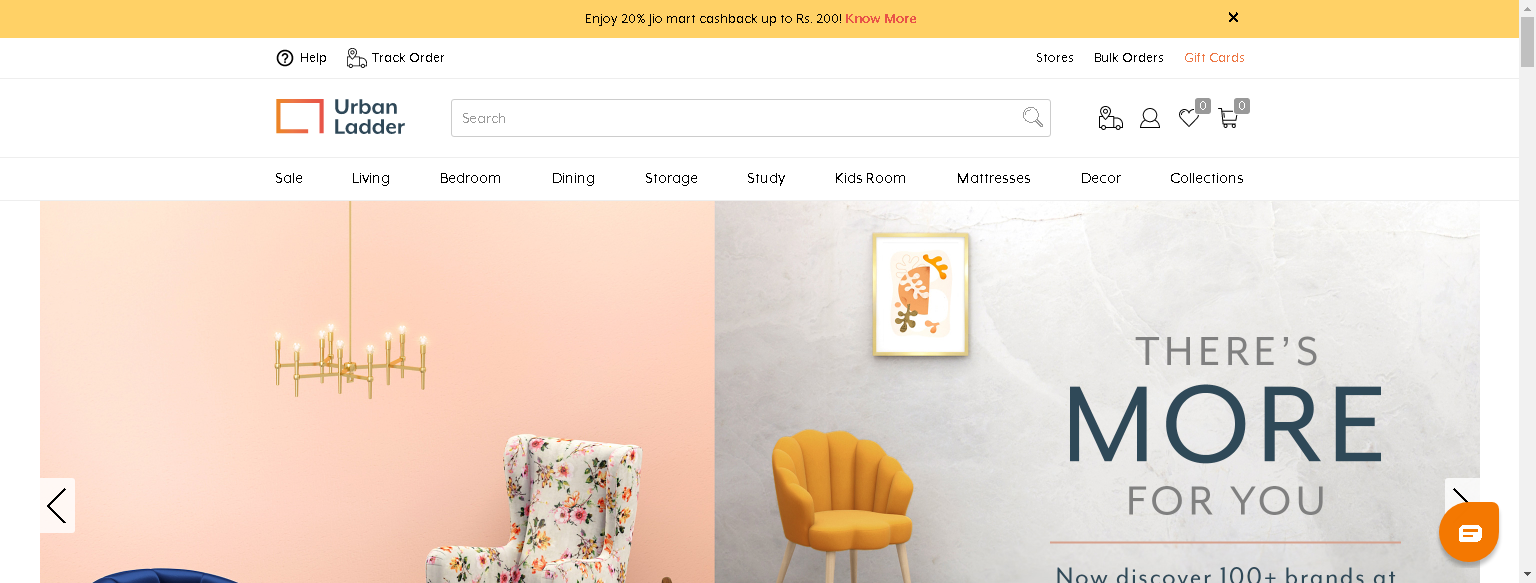 Enjoy 20% Jio mart cashback up to Rs. 200! Know More
Help
Track Order
Stores
Bulk Orders
Gift Cards
Urban
Ladder
Search
0
0
Sale
Living
Bedroom
Dining
Storage
Study
Kids Room
Mattresses
Decor
Collections
THERE'S
MORE
FOR YOU
Now discover 100+ brands at